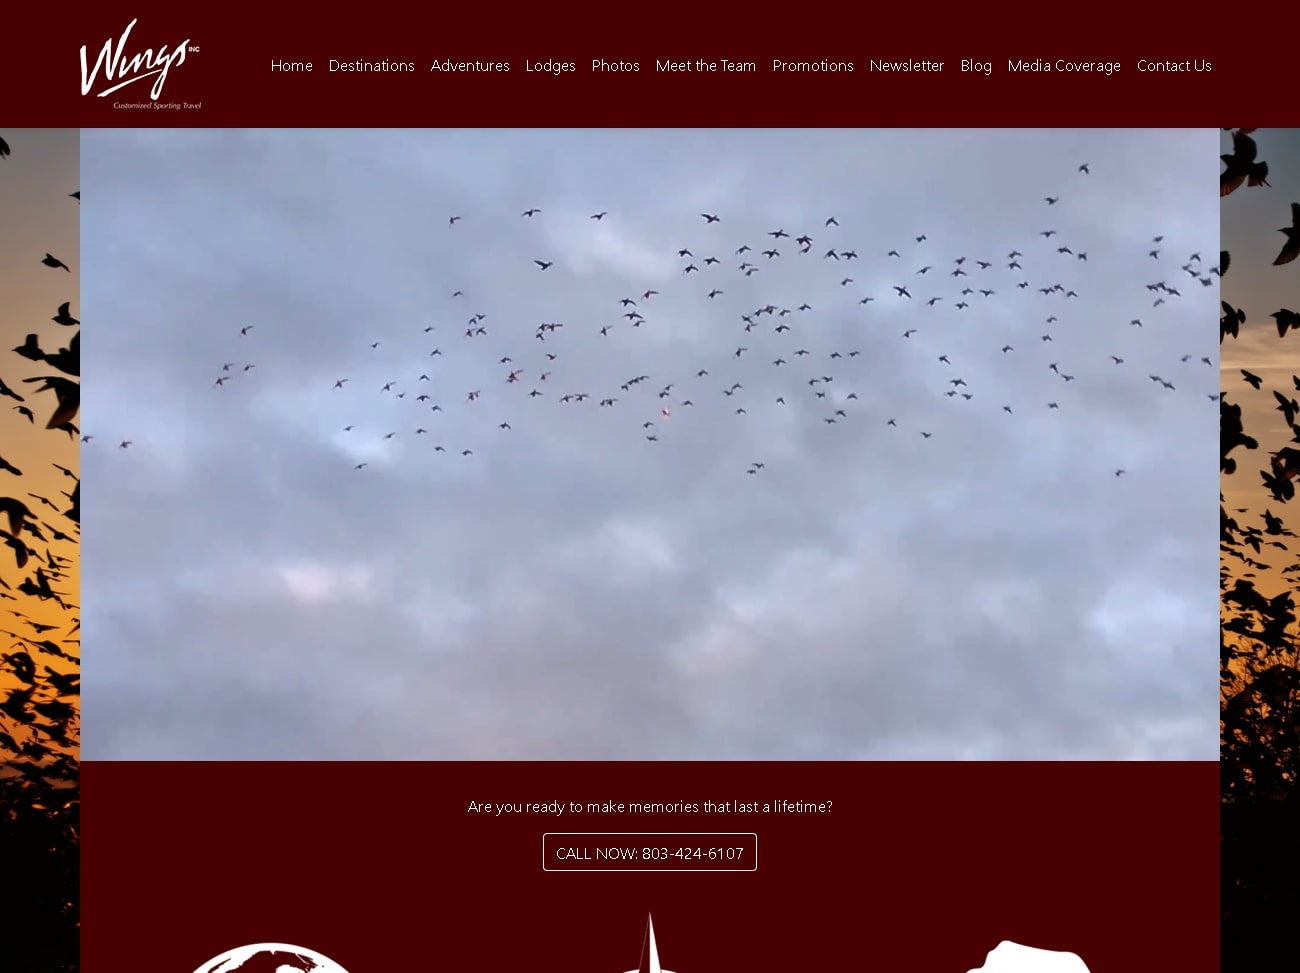 Wings INC
Customized Sporting Travel
Home Destinations Adventures Lodges Photos Meet the Team Promotions Newsletter Blog Media Coverage Contact Us
Are you ready to make memories that last a lifetime?
CALL NOW: 803-424-6107